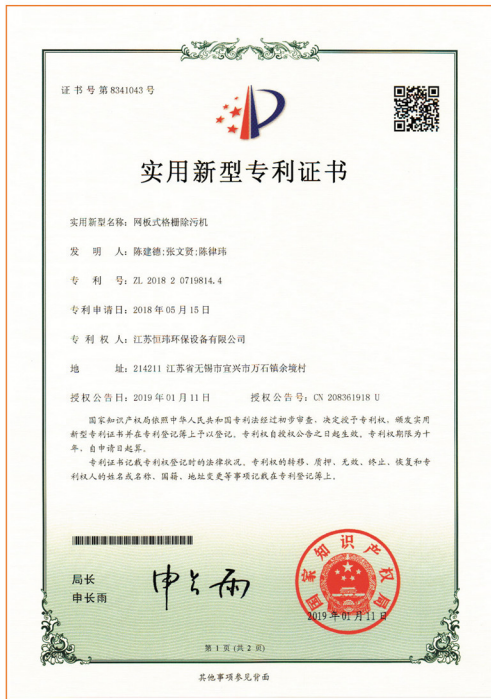 证书号第8341043号
实用新型专利证书
实用新型名称：网板式格栅除污机
发明人：陈建德;张文贤;陈律玮
专利号：ZL 2018 2 0719814.4
专利申请日：2018年05月15日
专利权人：江苏恒玮环保设备有限公司
地址：214211 江苏省无锡市宜兴市万石镇余境村
授权公告日：2019年01月11日 授权公告号：CN 208361918 U
国家知识产权局依照中华人民共和国专利法经过初步审查，决定授予专利权，颁发实用
新型专利证书并在专利登记簿上予以登记。专利权自授权公告之日起生效。专利权期限为十
年，自申请日起算。
专利证书记载专利权登记时的法律状况。专利权的转移、质押、无效、终止、恢复和专
利权人的姓名或名称、国籍、地址变更等事项记载在专利登记簿上。
局长
申长雨
申长雨
国家知识产权局
2019年01月11日
第 1 页 (共 2 页)
其他事项参见背面